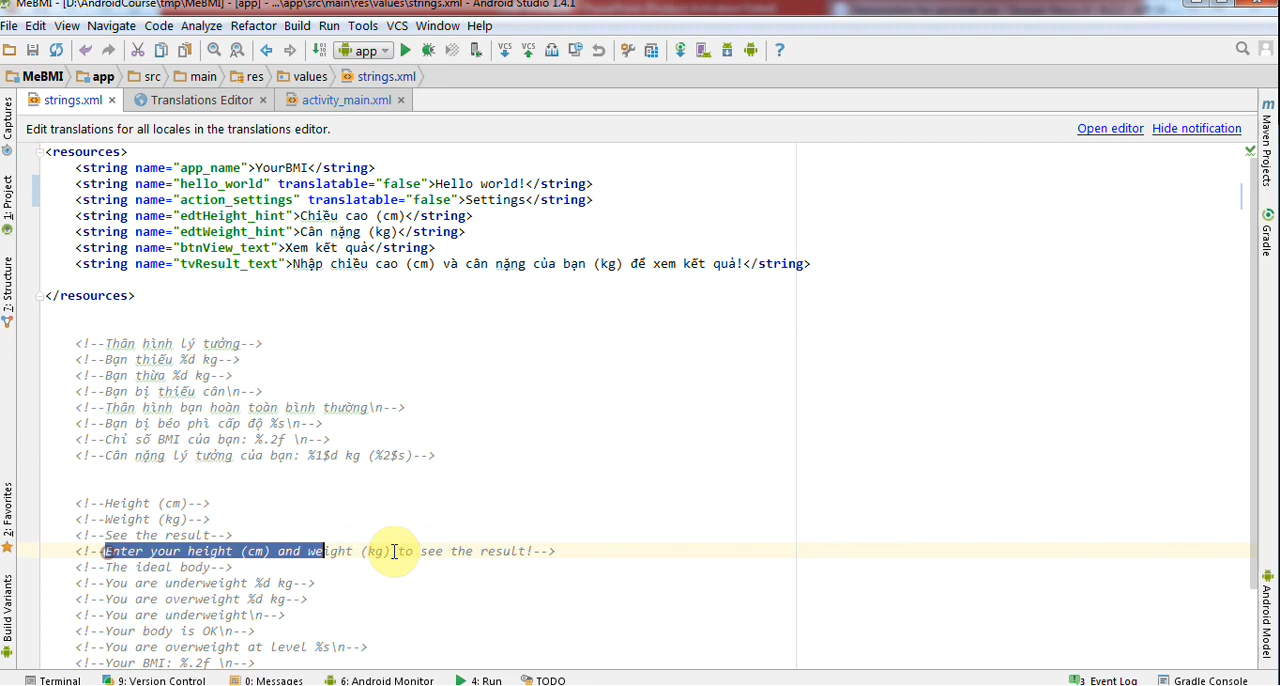 MeBMI - [D:\AndroidCourse\tmp\MeBMI] - [app] - ...\app\src\main\res\values\strings.xml - Android Studio 1.4.1
File Edit View Navigate Code Analyze Refactor Build Run Tools VCS Window Help
app
MeBMI app src main res values strings.xml
strings.xml Translations Editor activity_main.xml
Edit translations for all locales in the translations editor. Open editor Hide notification
<resources>
<string name="app_name">YourBMI</string>
<string name="hello_world" translatable="false">Hello world!</string>
<string name="action_settings" translatable="false">Settings</string>
<string name="edtHeight_hint">Chiều cao (cm)</string>
<string name="edtWeight_hint">Cân nặng (kg)</string>
<string name="btnView_text">Xem kết quả</string>
<string name="tvResult_text">Nhập chiều cao (cm) và cân nặng của bạn (kg) để xem kết quả!</string>
</resources>
<!--Thân hình lý tưởng-->
<!--Bạn thiếu %d kg-->
<!--Bạn thừa %d kg-->
<!--Bạn bị thiếu cân\n-->
<!--Thân hình bạn hoàn toàn bình thường\n-->
<!--Bạn bị béo phì cấp độ %s\n-->
<!--Chỉ số BMI của bạn: %.2f \n-->
<!--Cân nặng lý tưởng của bạn: %1$d kg (%2$s)-->
<!--Height (cm)-->
<!--Weight (kg)-->
<!--See the result-->
<!--Enter your height (cm) and weight (kg) to see the result!-->
<!--The ideal body-->
<!--You are underweight %d kg-->
<!--You are overweight %d kg-->
<!--You are underweight\n-->
<!--Your body is OK\n-->
<!--You are overweight at level %s\n-->
<!--Your BMI: %.2f \n-->
Captures
1: Project
7: Structure
2: Favorites
Build Variants
Maven Projects
Gradle
Android Model
Terminal 9: Version Control 0: Messages 6: Android Monitor 4: Run TODO 3 Event Log Gradle Console